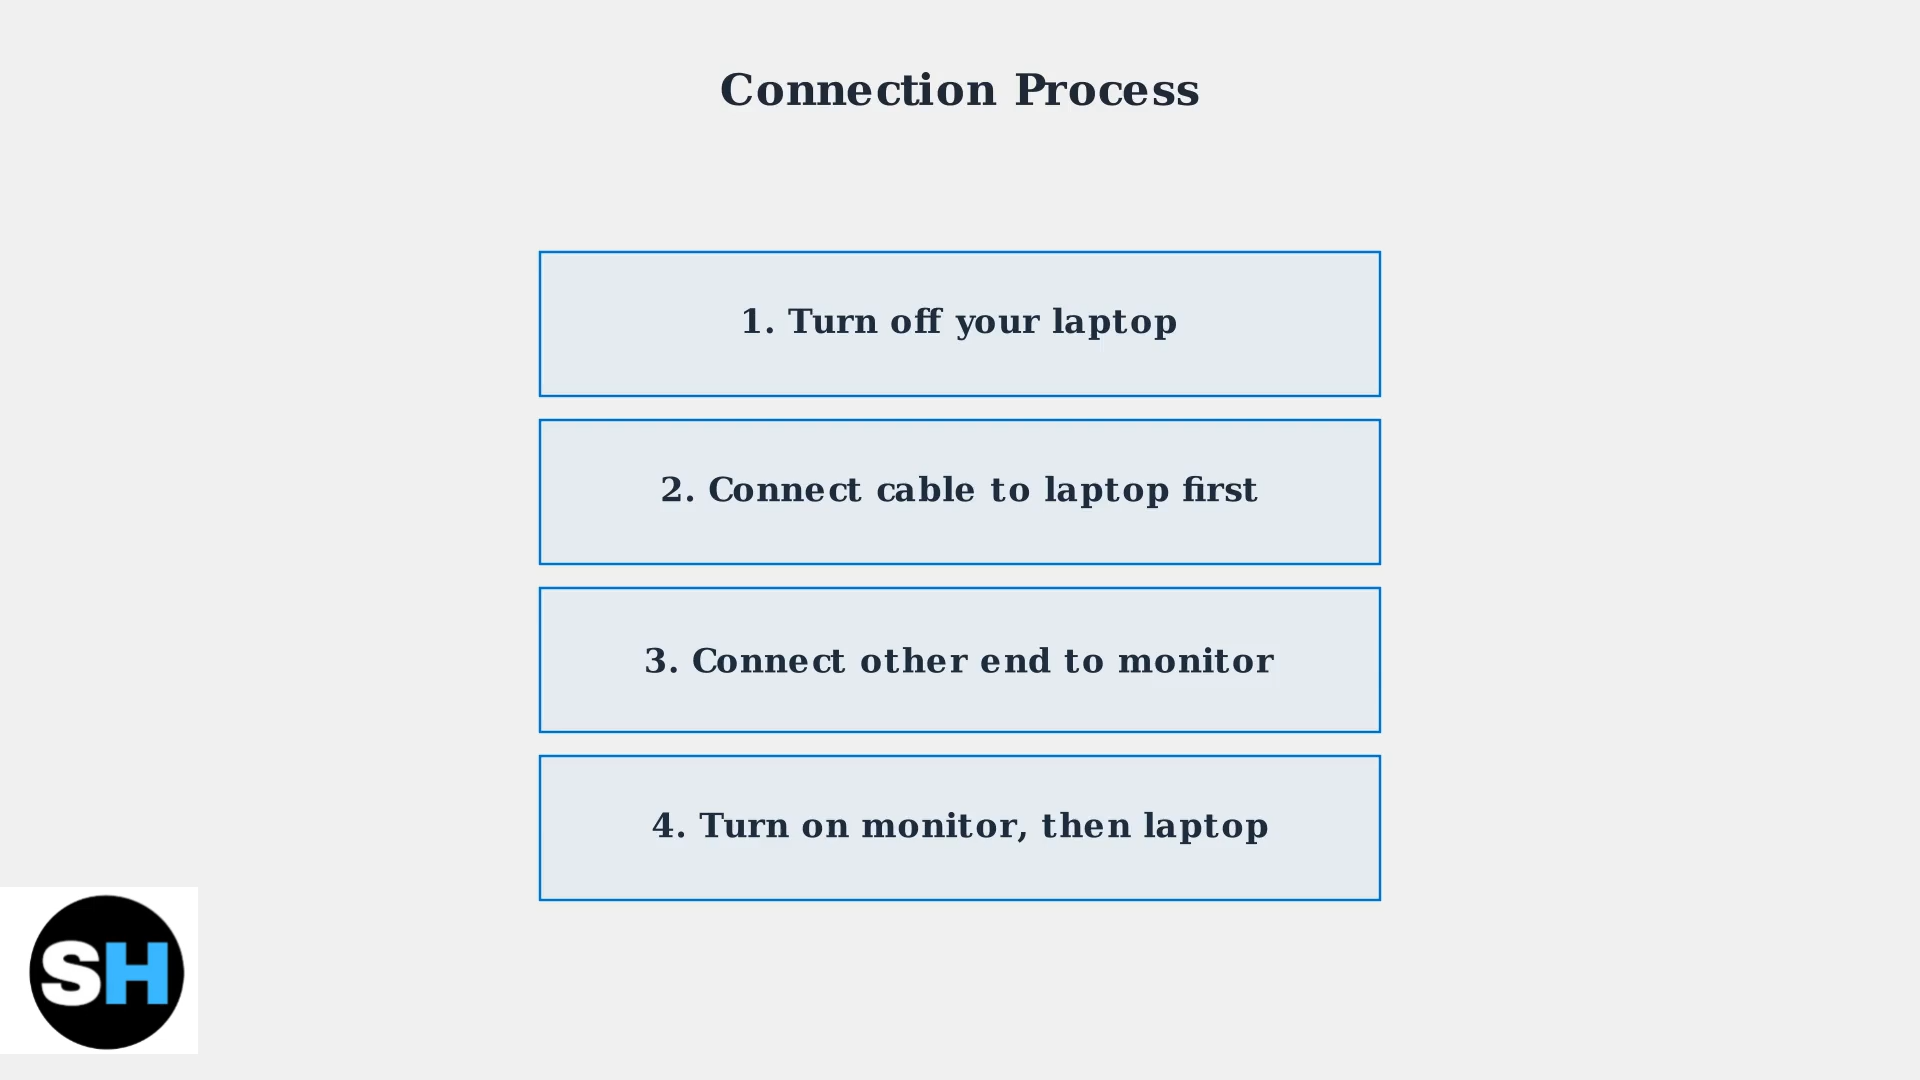 Connection Process
1. Turn off your laptop
2. Connect cable to laptop first
3. Connect other end to monitor
4. Turn on monitor, then laptop
SH